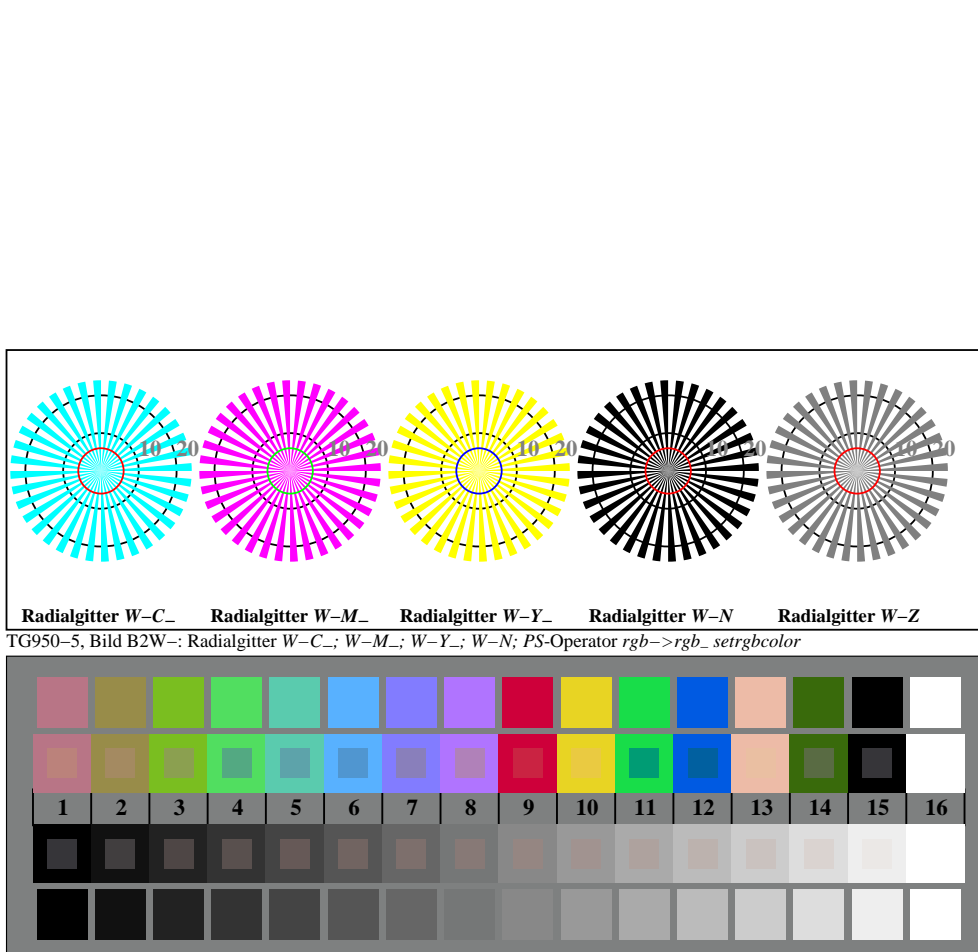 10 20 10 20 10 20 10 20 10 20
Radialgitter W–C_ Radialgitter W–M_ Radialgitter W–Y_ Radialgitter W–N Radialgitter W–Z
TG950–5, Bild B2W–: Radialgitter W–C_; W–M_; W–Y_; W–N; PS-Operator rgb–>rgb_ setrgbcolor
1 2 3 4 5 6 7 8 9 10 11 12 13 14 15 16